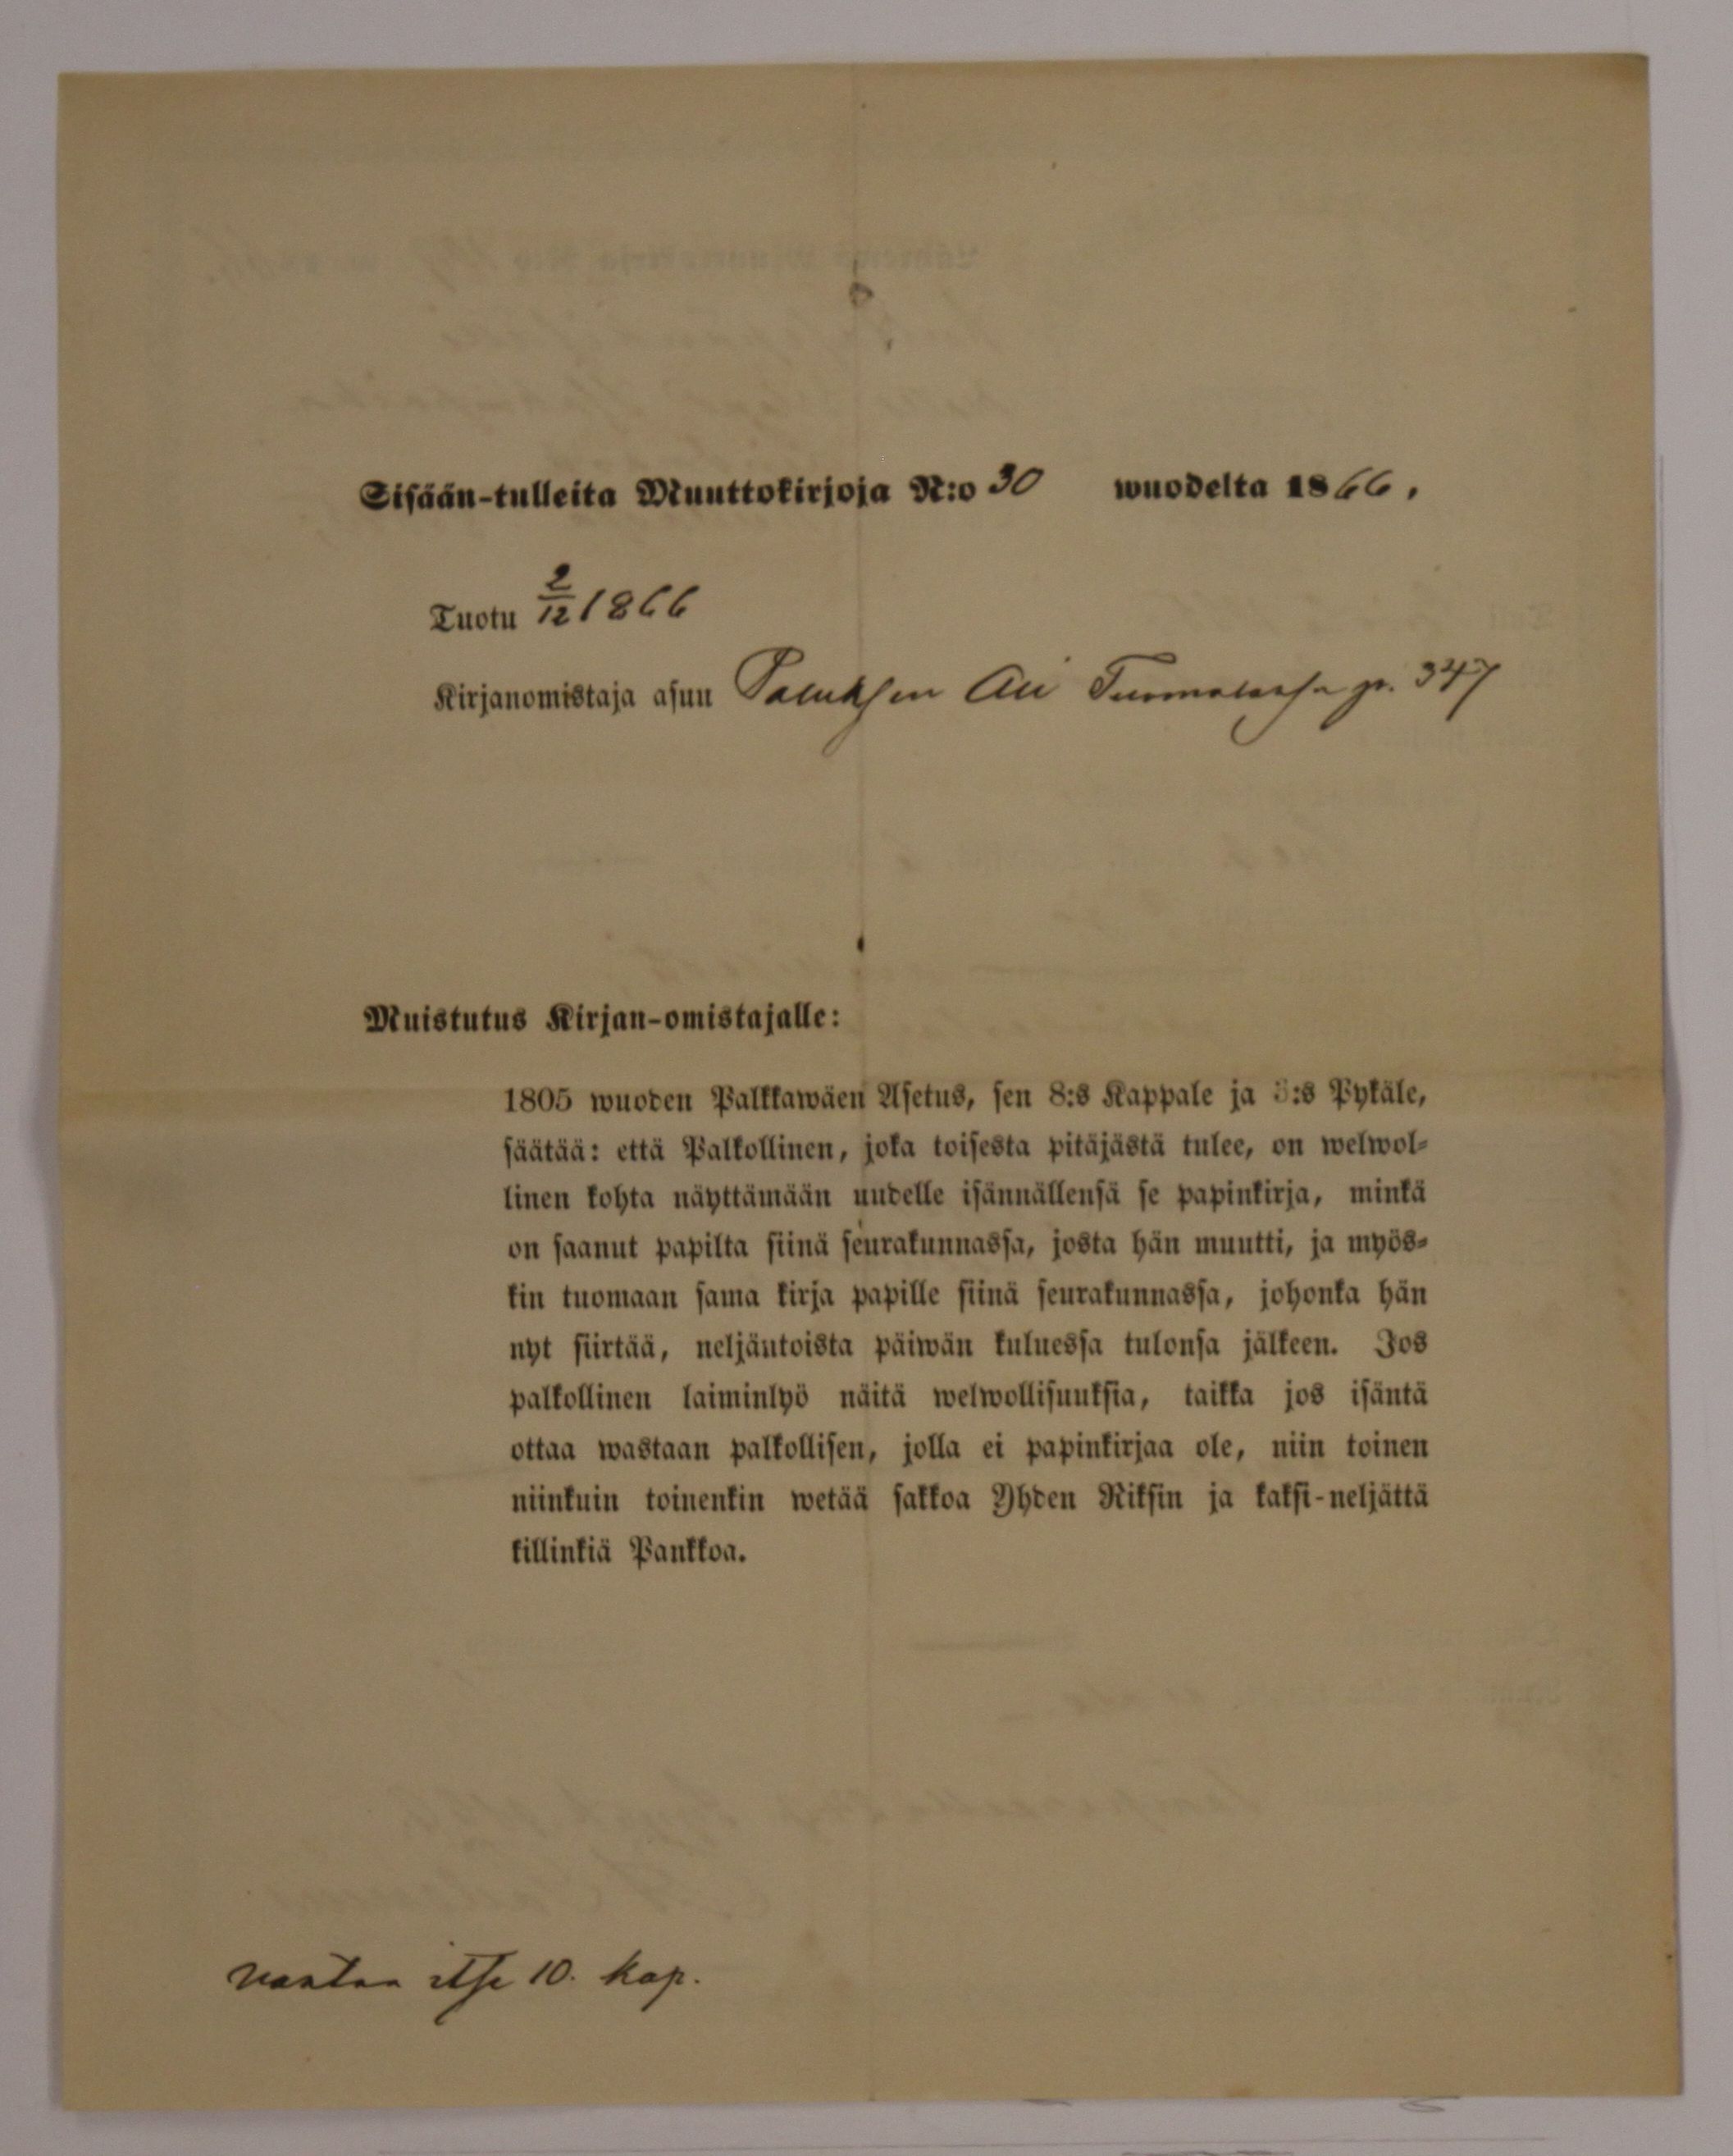 Sisään-tulleita Muuttokirjoja N:o 30 wuodelta 1866.
Tuotu 2/12 1866
Kirjanomistaja asuu Ali p. 347
Muistutus Kirjan-omistajalle:
1805 wuoden Palkkawäen Asetus, sen 8:s Kappale ja :s Pykäle,
säätää: että Palkollinen, joka toisesta pitäjästä tulee, on welwol-
linen kohta näyttämään uudelle isännällensä se papinkirja, minkä
on saanut papilta siinä seurakunnassa, josta hän muutti, ja myös-
kin tuomaan sama kirja papille siinä seurakunnassa, johonka hän
nyt siirtää, neljäntoista päiwän kuluessa tulonsa jälkeen. Jos
palkollinen laiminlyö näitä welwollisuuksia, taikka jos isäntä
ottaa wastaan palkollisen, jolla ei papinkirjaa ole, niin toinen
niinkuin toinenkin wetää sakkoa Yhden Riksin ja kaksi-neljättä
killinkiä Pankkoa.
itse 10. kop.